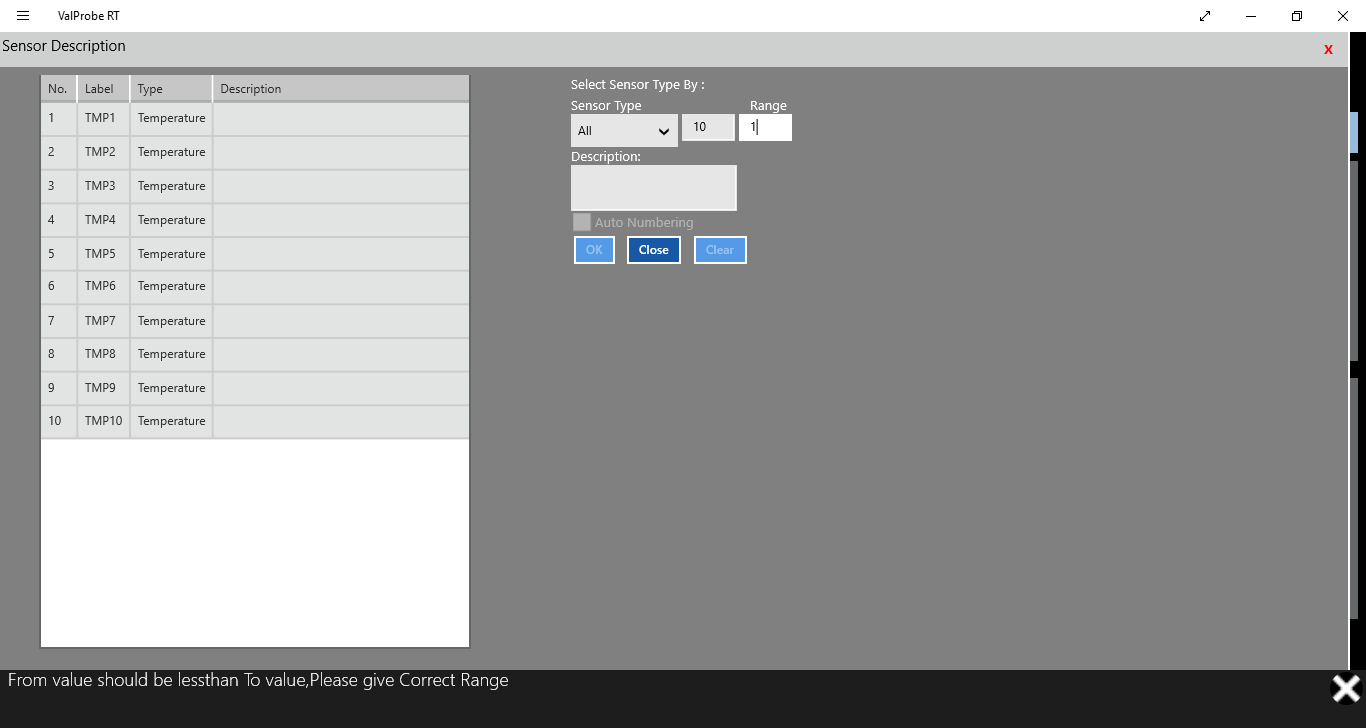 ValProbe RT
Sensor Description
X
No. Label Type Description
1 TMP1 Temperature
2 TMP2 Temperature
3 TMP3 Temperature
4 TMP4 Temperature
5 TMP5 Temperature
6 TMP6 Temperature
7 TMP7 Temperature
8 TMP8 Temperature
9 TMP9 Temperature
10 TMP10 Temperature
Select Sensor Type By :
Sensor Type Range
All 10 1
Description:
Auto Numbering
OK Close Clear
From value should be lessthan To value,Please give Correct Range